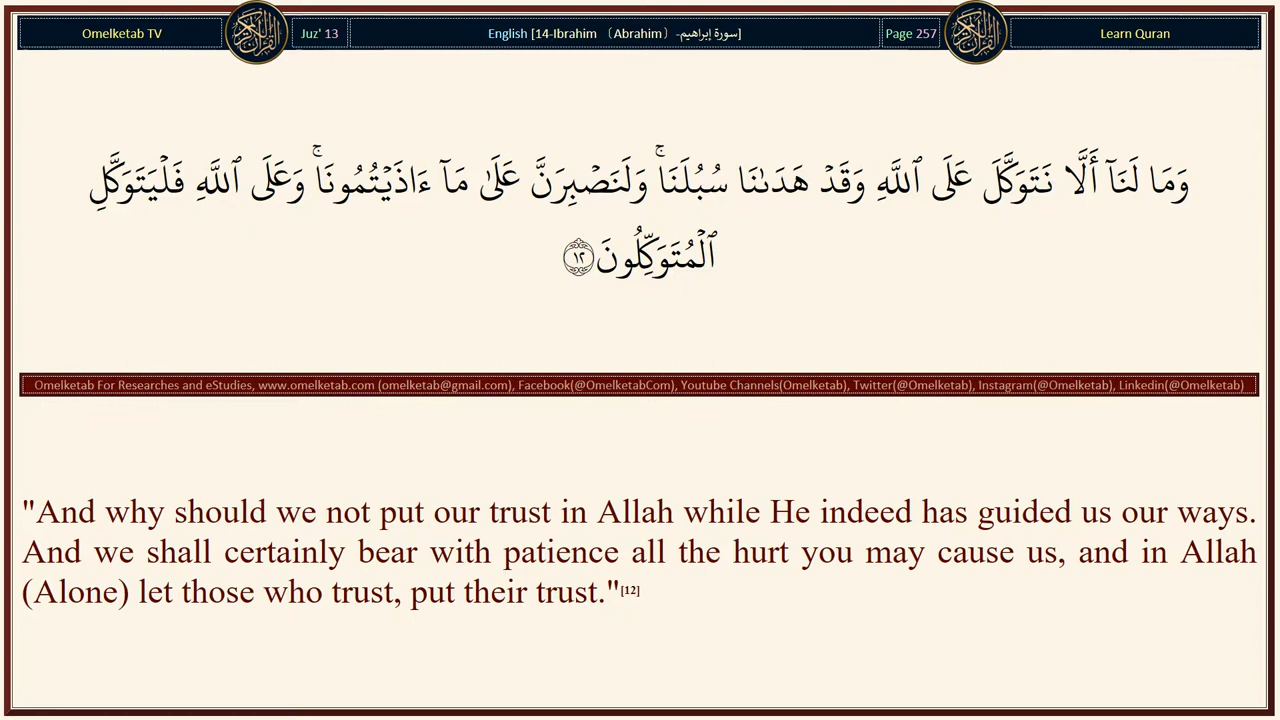 Omelketab TV
Juz' 13
English [14-Ibrahim （Abrahim）-سورة إبراهيم]
Page 257
Learn Quran
وَمَا لَنَآ أَلَّا نَتَوَكَّلَ عَلَى ٱللَّهِ وَقَدۡ هَدَىٰنَا سُبُلَنَاۚ وَلَنَصۡبِرَنَّ عَلَىٰ مَآ ءَاذَيۡتُمُونَاۚ وَعَلَى ٱللَّهِ فَلۡيَتَوَكَّلِ
ٱلۡمُتَوَكِّلُونَ ١٢
Omelketab For Researches and eStudies, www.omelketab.com (omelketab@gmail.com), Facebook(@OmelketabCom), Youtube Channels(Omelketab), Twitter(@Omelketab), Instagram(@Omelketab), Linkedin(@Omelketab)
"And why should we not put our trust in Allah while He indeed has guided us our ways.
And we shall certainly bear with patience all the hurt you may cause us, and in Allah
(Alone) let those who trust, put their trust."[12]